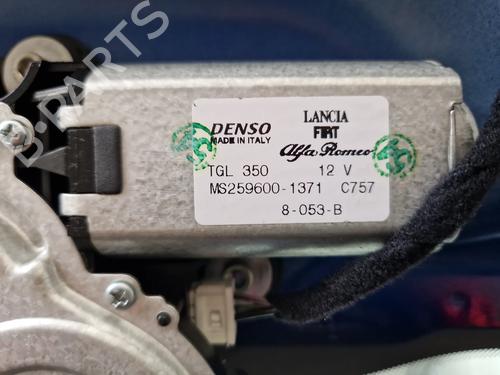 B-PARTS
DENSO
MADE IN ITALY
LANCIA
FIAT
Alfa Romeo
TGL 350 12 V
MS259600-1371 C757
8-053-B